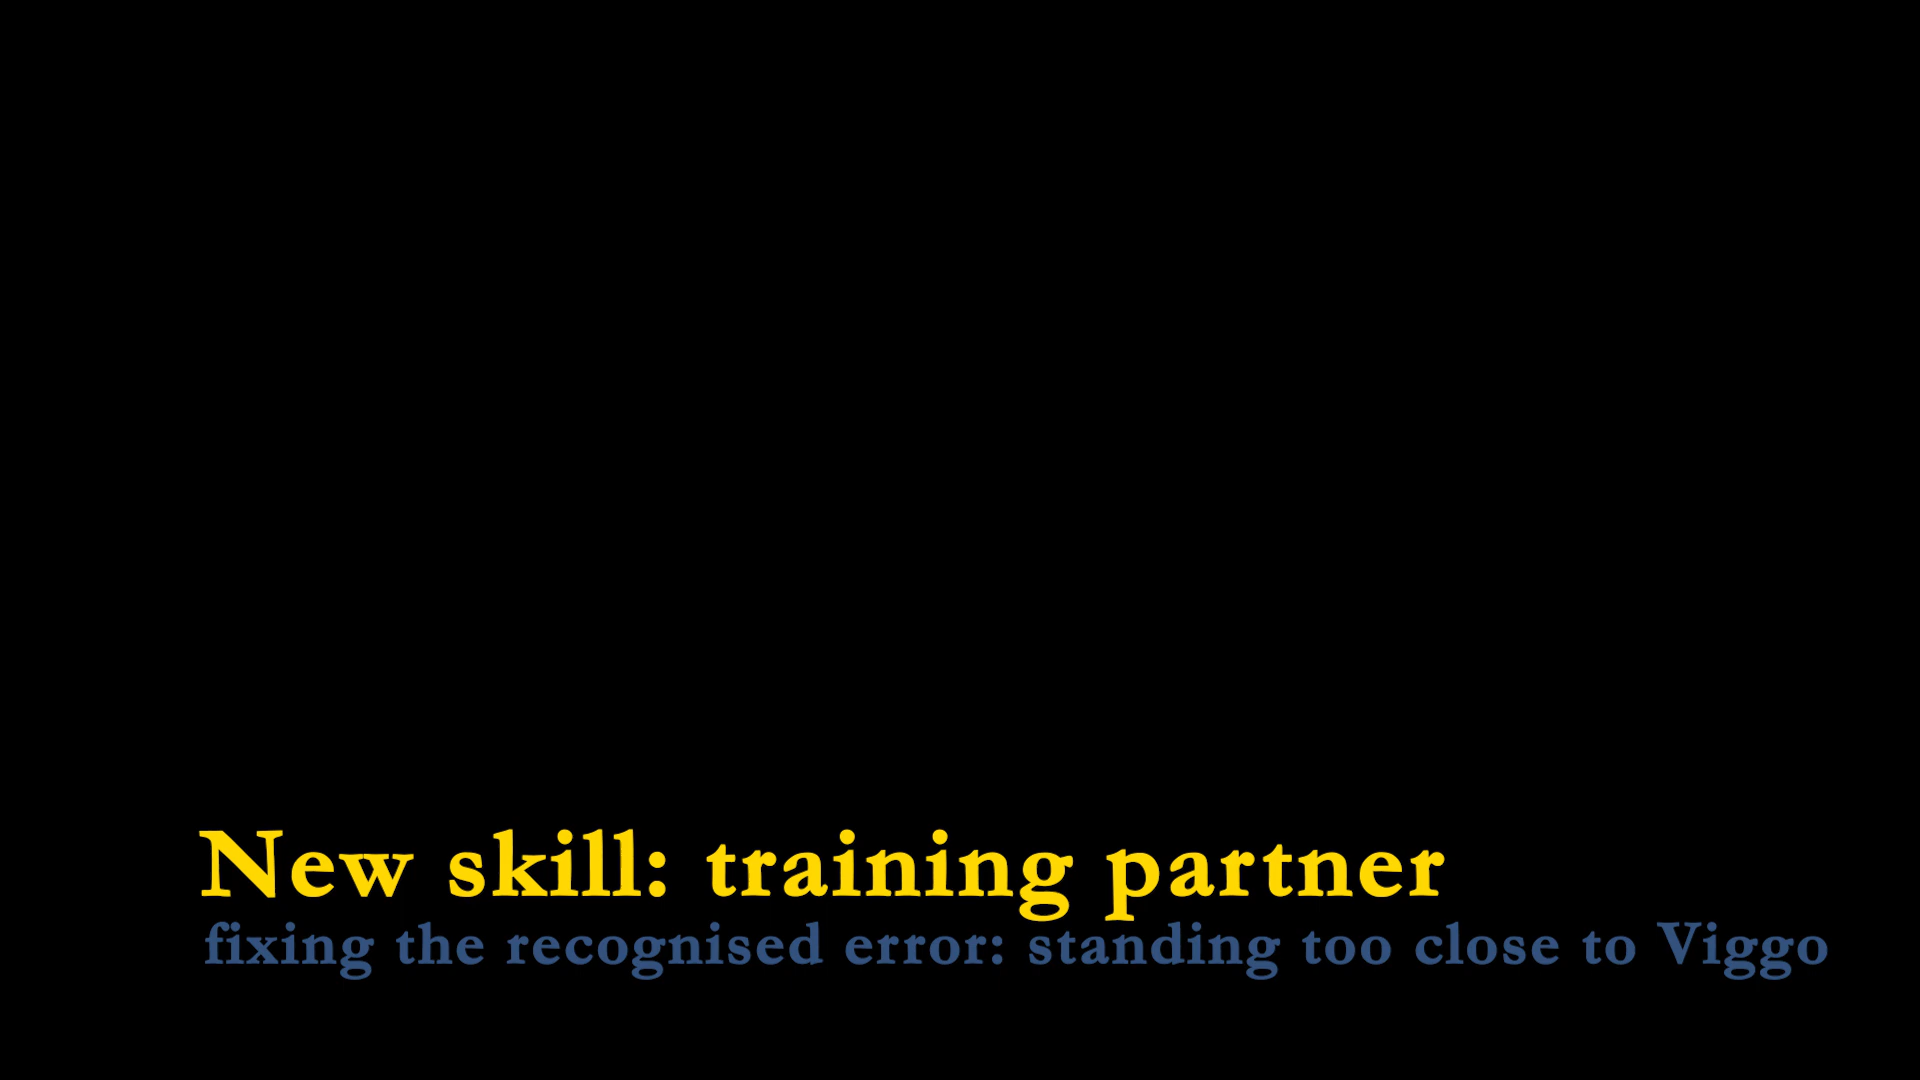 New skill: training partner
fixing the recognised error: standing too close to Viggo